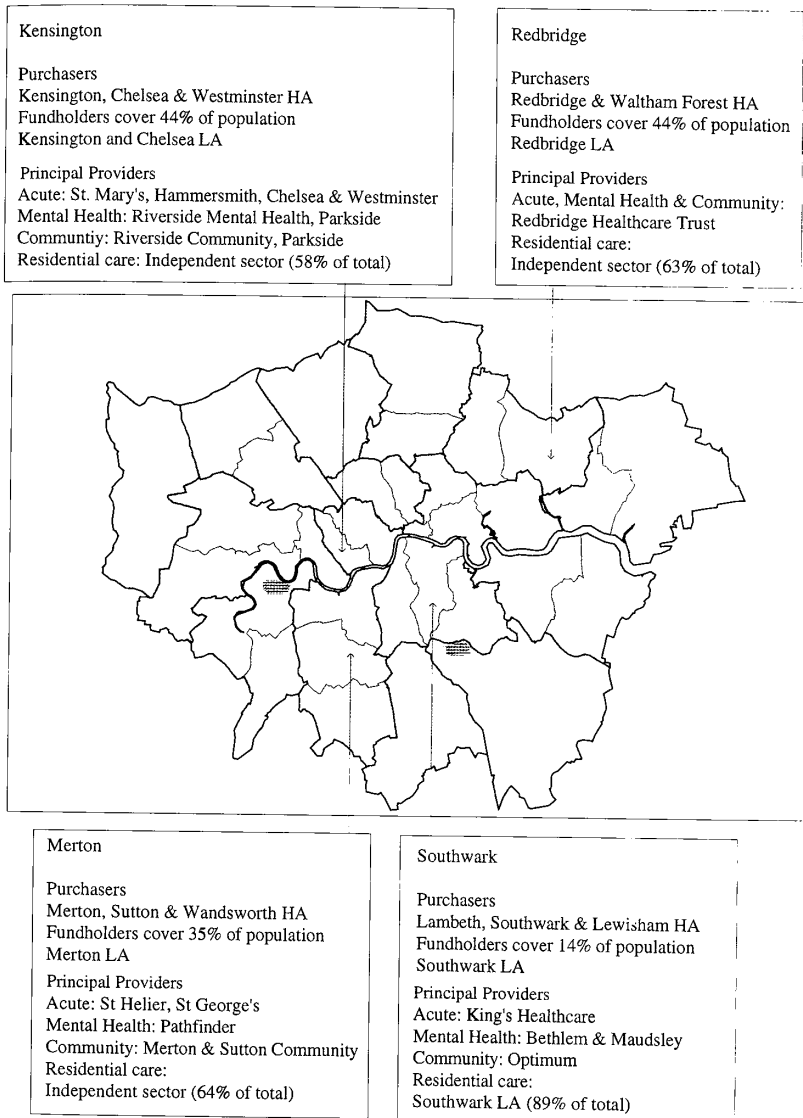 Kensington
Purchasers
Kensington, Chelsea & Westminster HA
Fundholders cover 44% of population
Kensington and Chelsea LA
Principal Providers
Acute: St. Mary's, Hammersmith, Chelsea & Westminster
Mental Health: Riverside Mental Health, Parkside
Communtiy: Riverside Community, Parkside
Residential care: Independent sector (58% of total)
Redbridge
Purchasers
Redbridge & Waltham Forest HA
Fundholders cover 44% of population
Redbridge LA
Principal Providers
Acute, Mental Health & Community:
Redbridge Healthcare Trust
Residential care:
Independent sector (63% of total)
Merton
Purchasers
Merton, Sutton & Wandsworth HA
Fundholders cover 35% of population
Merton LA
Principal Providers
Acute: St Helier, St George's
Mental Health: Pathfinder
Community: Merton & Sutton Community
Residential care:
Independent sector (64% of total)
Southwark
Purchasers
Lambeth, Southwark & Lewisham HA
Fundholders cover 14% of population
Southwark LA
Principal Providers
Acute: King's Healthcare
Mental Health: Bethlem & Maudsley
Community: Optimum
Residential care:
Southwark LA (89% of total)